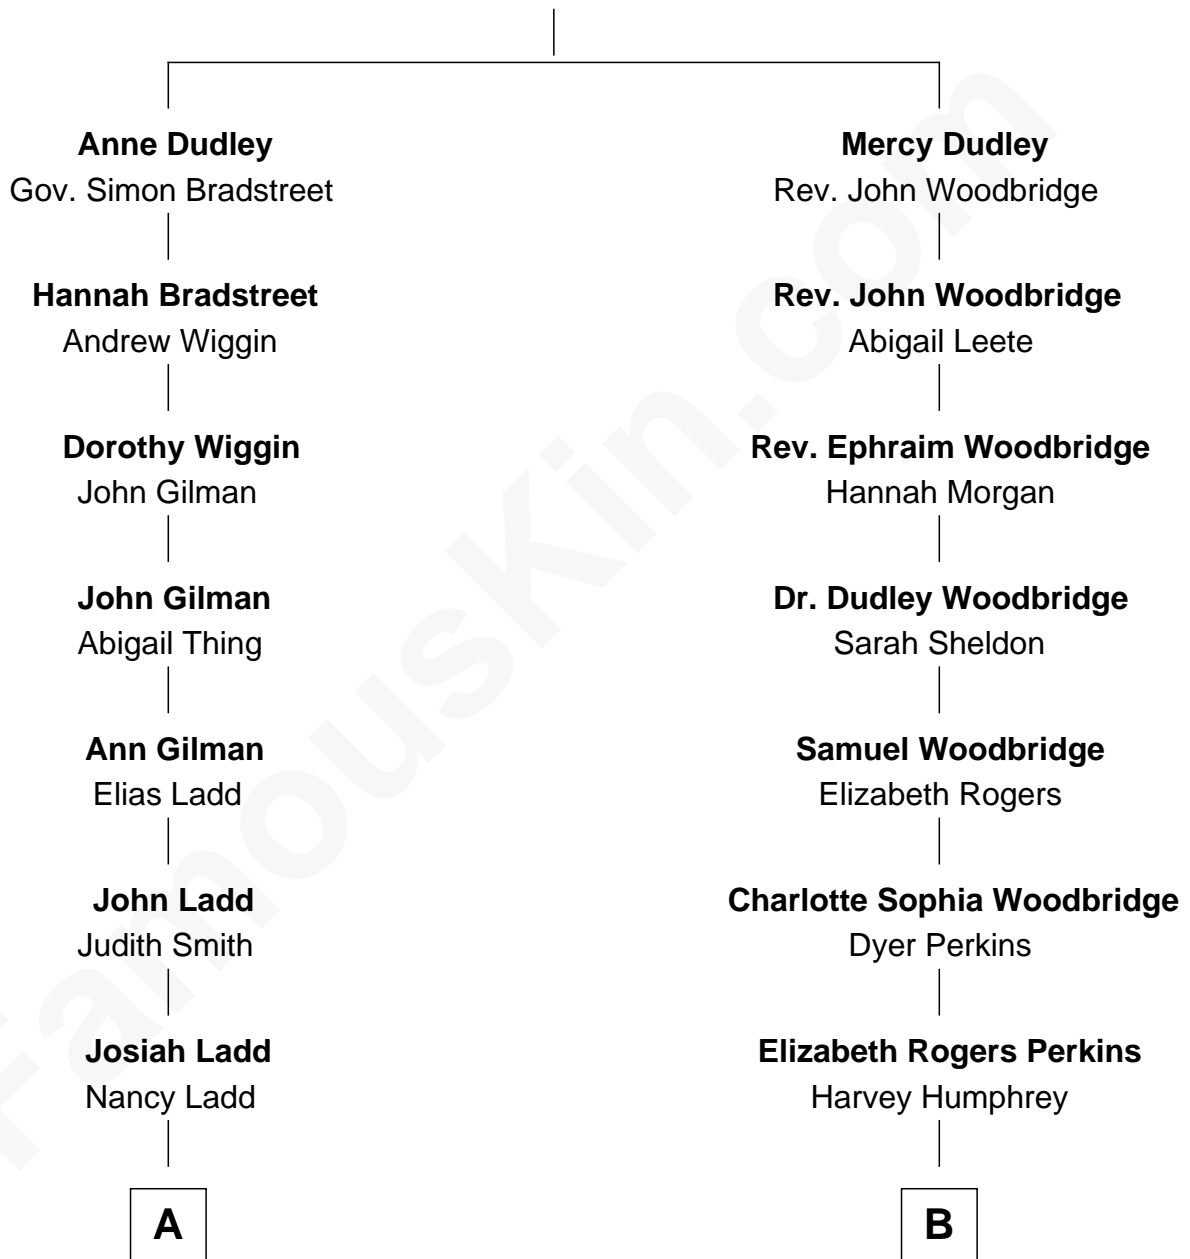 Anne Dudley
Gov. Simon Bradstreet
Hannah Bradstreet
Andrew Wiggin
Dorothy Wiggin
John Gilman
John Gilman
Abigail Thing
Ann Gilman
Elias Ladd
John Ladd
Judith Smith
Josiah Ladd
Nancy Ladd
A
Mercy Dudley
Rev. John Woodbridge
Rev. John Woodbridge
Abigail Leete
Rev. Ephraim Woodbridge
Hannah Morgan
Dr. Dudley Woodbridge
Sarah Sheldon
Samuel Woodbridge
Elizabeth Rogers
Charlotte Sophia Woodbridge
Dyer Perkins
Elizabeth Rogers Perkins
Harvey Humphrey
B
FamousKin.com